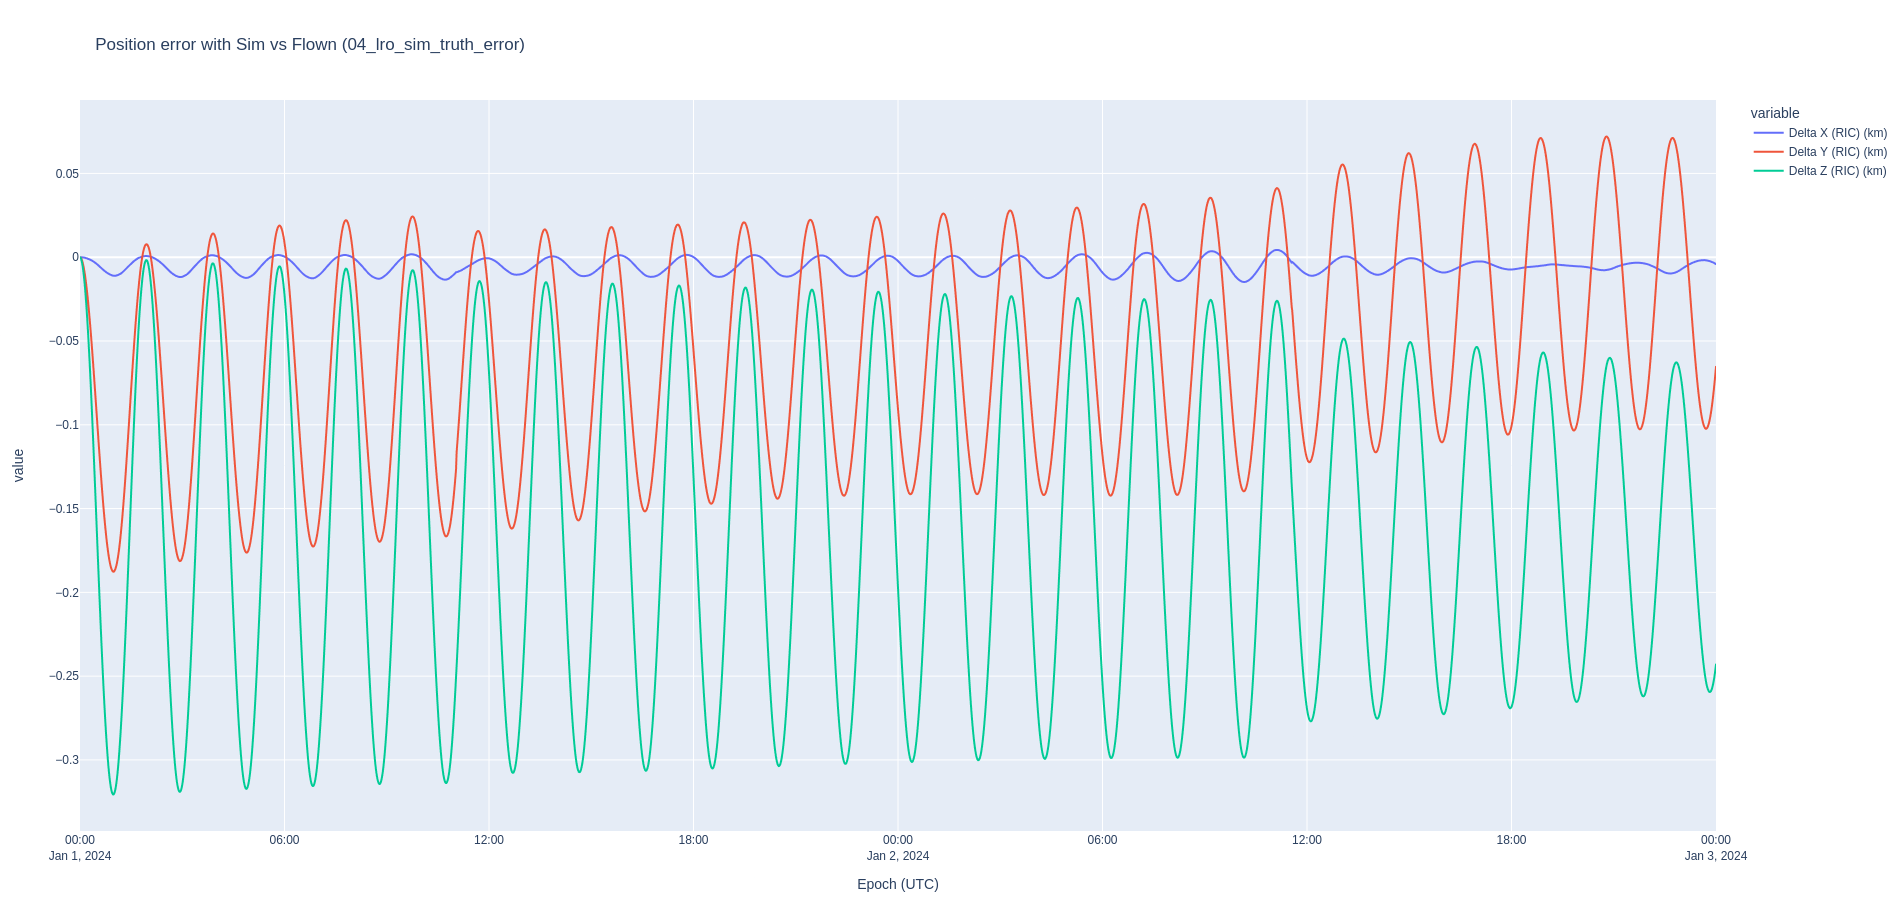 Position error with Sim vs Flown (04_lro_sim_truth_error)
variable
Delta X (RIC) (km)
Delta Y (RIC) (km)
Delta Z (RIC) (km)
value
0.05
0
−0.05
−0.1
−0.15
−0.2
−0.25
−0.3
00:00 06:00 12:00 18:00 00:00 06:00 12:00 18:00 00:00
Jan 1, 2024 Jan 2, 2024 Jan 3, 2024
Epoch (UTC)